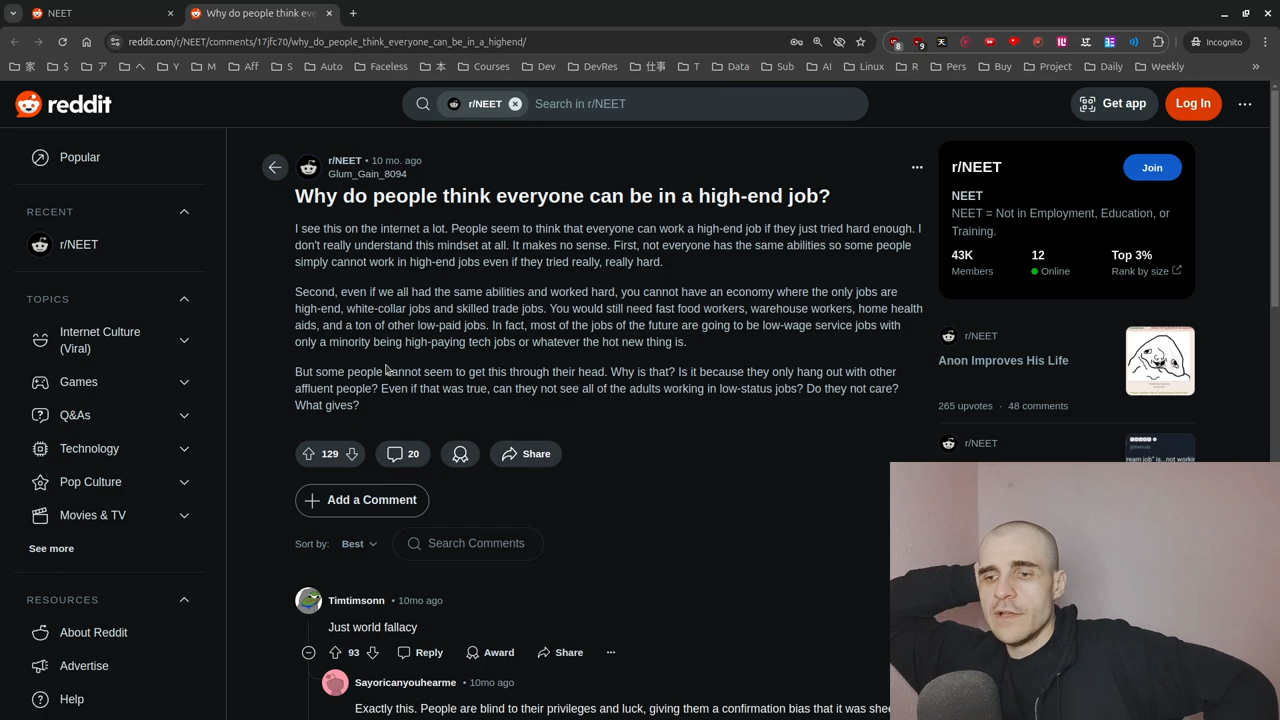 NEET
Why do people think eve
reddit.com/r/NEET/comments/17jfc70/why_do_people_think_everyone_can_be_in_a_highend/
8
9
Incognito
家
$
ア
へ
Y
M
Aff
S
Auto
Faceless
本
Courses
Dev
DevRes
仕事
T
Data
Sub
AI
Linux
R
Pers
Buy
Project
Daily
Weekly
reddit
r/NEET
Search in r/NEET
Get app
Log In
Popular
RECENT
r/NEET
TOPICS
Internet Culture
(Viral)
Games
Q&As
Technology
Pop Culture
Movies & TV
See more
RESOURCES
About Reddit
Advertise
Help
r/NEET • 10 mo. ago
Glum_Gain_8094
Why do people think everyone can be in a high-end job?
I see this on the internet a lot. People seem to think that everyone can work a high-end job if they just tried hard enough. I
don't really understand this mindset at all. It makes no sense. First, not everyone has the same abilities so some people
simply cannot work in high-end jobs even if they tried really, really hard.
Second, even if we all had the same abilities and worked hard, you cannot have an economy where the only jobs are
high-end, white-collar jobs and skilled trade jobs. You would still need fast food workers, warehouse workers, home health
aids, and a ton of other low-paid jobs. In fact, most of the jobs of the future are going to be low-wage service jobs with
only a minority being high-paying tech jobs or whatever the hot new thing is.
But some people cannot seem to get this through their head. Why is that? Is it because they only hang out with other
affluent people? Even if that was true, can they not see all of the adults working in low-status jobs? Do they not care?
What gives?
129
20
Share
Add a Comment
Sort by: Best
Search Comments
Timtimsonn • 10mo ago
Just world fallacy
93
Reply
Award
Share
Sayoricanyouhearme • 10mo ago
Exactly this. People are blind to their privileges and luck, giving them a confirmation bias that it was shee
r/NEET
Join
NEET
NEET = Not in Employment, Education, or
Training.
43K
12
Top 3%
Members
Online
Rank by size
r/NEET
Anon Improves His Life
265 upvotes • 48 comments
r/NEET
ream job" is...not workin